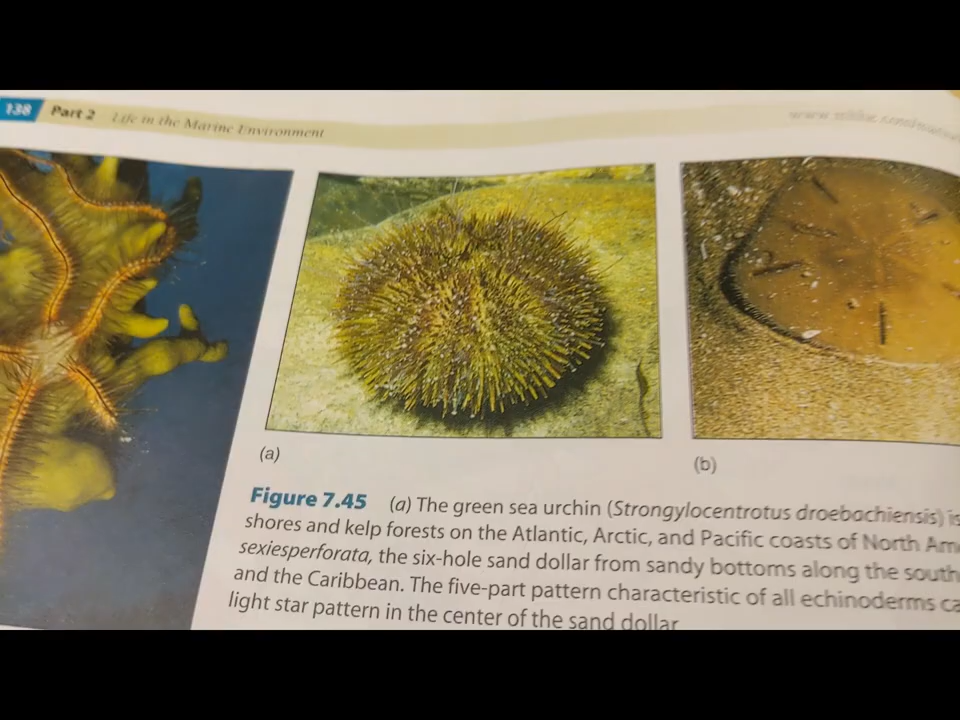 138 Part 2 Life in the Marine Environment
(a)
(b)
Figure 7.45 (a) The green sea urchin (Strongylocentrotus droebachiensis) is
shores and kelp forests on the Atlantic, Arctic, and Pacific coasts of North Am
sexiesperforata, the six-hole sand dollar from sandy bottoms along the south
and the Caribbean. The five-part pattern characteristic of all echinoderms ca
light star pattern in the center of the sand dollar